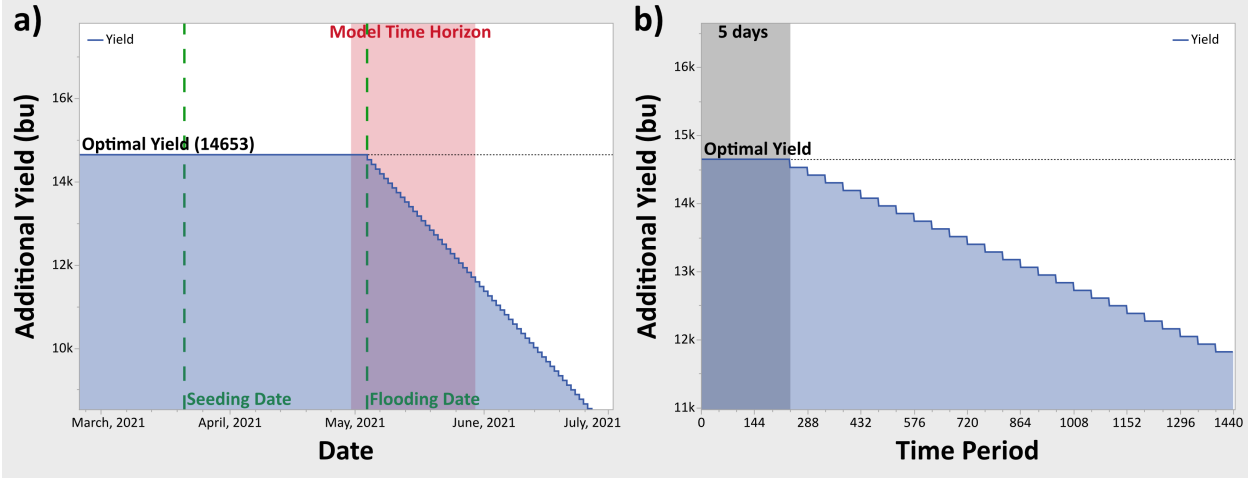 a)
Model Time Horizon
Yield
Optimal Yield (14653)
16k
14k
12k
10k
Additional Yield (bu)
Seeding Date
Flooding Date
March, 2021
April, 2021
May, 2021
June, 2021
July, 2021
Date
b)
5 days
Yield
Optimal Yield
16k
15k
14k
13k
12k
11k
Additional Yield (bu)
0
144
288
432
576
720
864
1008
1152
1296
1440
Time Period